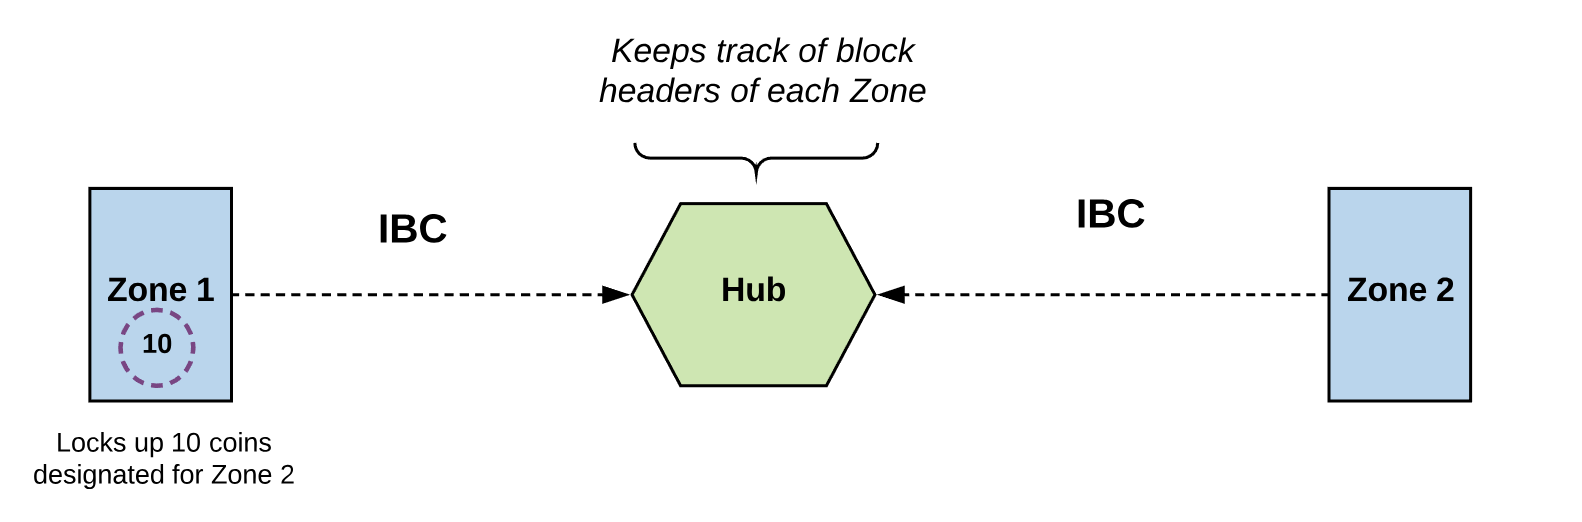 Keeps track of block
headers of each Zone
IBC
IBC
Zone 1
Hub
Zone 2
10
Locks up 10 coins
designated for Zone 2